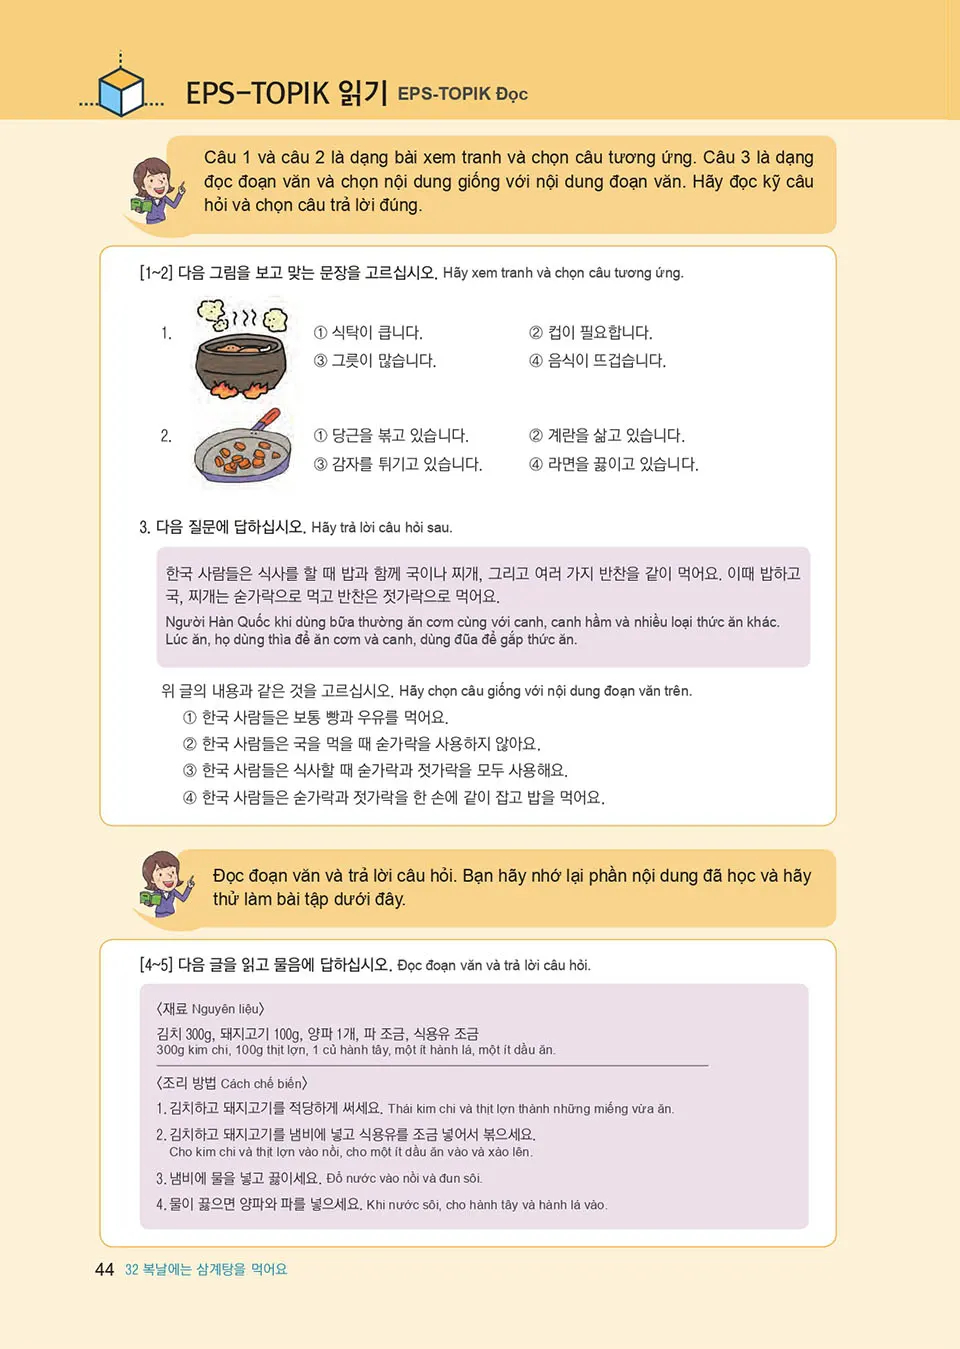 EPS-TOPIK 읽기 EPS-TOPIK Đọc
Câu 1 và câu 2 là dạng bài xem tranh và chọn câu tương ứng. Câu 3 là dạng
đọc đoạn văn và chọn nội dung giống với nội dung đoạn văn. Hãy đọc kỹ câu
hỏi và chọn câu trả lời đúng.
[1~2] 다음 그림을 보고 맞는 문장을 고르십시오. Hãy xem tranh và chọn câu tương ứng.
1.
① 식탁이 큽니다. ② 컵이 필요합니다.
③ 그릇이 많습니다. ④ 음식이 뜨겁습니다.
2.
① 당근을 볶고 있습니다. ② 계란을 삶고 있습니다.
③ 감자를 튀기고 있습니다. ④ 라면을 끓이고 있습니다.
3. 다음 질문에 답하십시오. Hãy trả lời câu hỏi sau.
한국 사람들은 식사를 할 때 밥과 함께 국이나 찌개, 그리고 여러 가지 반찬을 같이 먹어요. 이때 밥하고
국, 찌개는 숟가락으로 먹고 반찬은 젓가락으로 먹어요.
Người Hàn Quốc khi dùng bữa thường ăn cơm cùng với canh, canh hầm và nhiều loại thức ăn khác.
Lúc ăn, họ dùng thìa để ăn cơm và canh, dùng đũa để gắp thức ăn.
위 글의 내용과 같은 것을 고르십시오. Hãy chọn câu giống với nội dung đoạn văn trên.
① 한국 사람들은 보통 빵과 우유를 먹어요.
② 한국 사람들은 국을 먹을 때 숟가락을 사용하지 않아요.
③ 한국 사람들은 식사할 때 숟가락과 젓가락을 모두 사용해요.
④ 한국 사람들은 숟가락과 젓가락을 한 손에 같이 잡고 밥을 먹어요.
Đọc đoạn văn và trả lời câu hỏi. Bạn hãy nhớ lại phần nội dung đã học và hãy
thử làm bài tập dưới đây.
[4~5] 다음 글을 읽고 물음에 답하십시오. Đọc đoạn văn và trả lời câu hỏi.
〈재료 Nguyên liệu〉
김치 300g, 돼지고기 100g, 양파 1개, 파 조금, 식용유 조금
300g kim chi, 100g thịt lợn, 1 củ hành tây, một ít hành lá, một ít dầu ăn.
〈조리 방법 Cách chế biến〉
1. 김치하고 돼지고기를 적당하게 써세요. Thái kim chi và thịt lợn thành những miếng vừa ăn.
2. 김치하고 돼지고기를 냄비에 넣고 식용유를 조금 넣어서 볶으세요.
Cho kim chi và thịt lợn vào nồi, cho một ít dầu ăn vào và xào lên.
3. 냄비에 물을 넣고 끓이세요. Đổ nước vào nồi và đun sôi.
4. 물이 끓으면 양파와 파를 넣으세요. Khi nước sôi, cho hành tây và hành lá vào.
44 32 복날에는 삼계탕을 먹어요